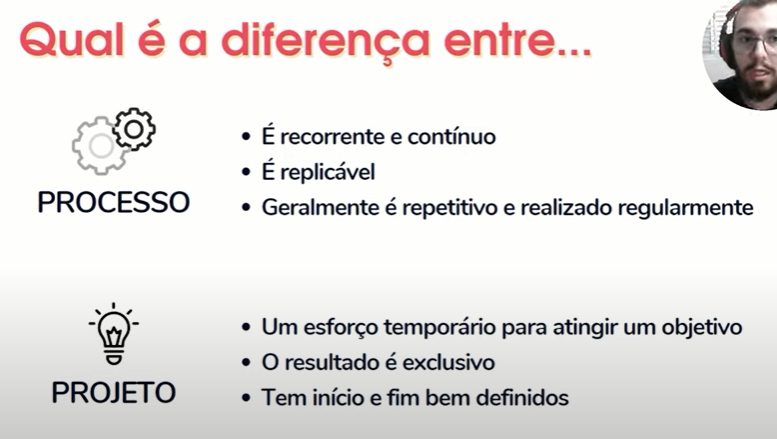 Qual é a diferença entre...
PROCESSO
• É recorrente e contínuo
• É replicável
• Geralmente é repetitivo e realizado regularmente
PROJETO
• Um esforço temporário para atingir um objetivo
• O resultado é exclusivo
• Tem início e fim bem definidos